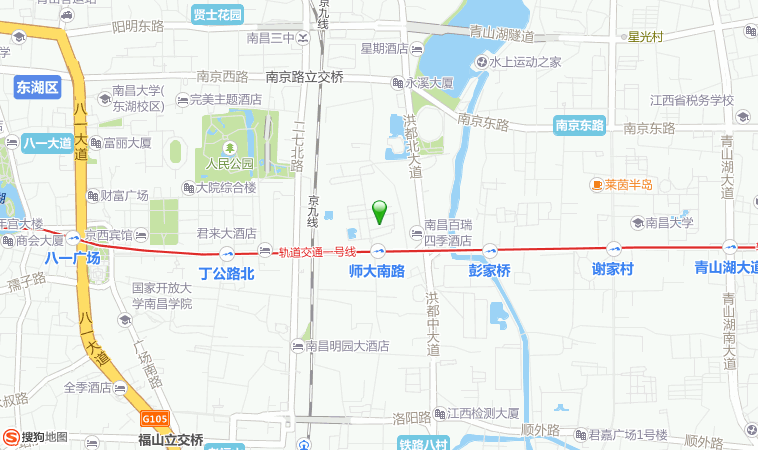 贤士花园
京九线
阳明东路
南昌三中
星期酒店
青山湖隧道
星光村
水上运动之家
南京西路
南京路立交桥
永溪大厦
东湖区
南昌大学(
东湖校区)
完美主题酒店
江西省税务学校
八一大道
八一大道
富丽大厦
二七北路
洪都北大道
南京东路
南京东路
南京东路
青山湖大道
人民公园
大院综合楼
财富广场
京九线
莱茵半岛
南昌大学
年宫大楼
商会大厦
京西宾馆
君来大酒店
南昌百瑞
四季酒店
轨道交通一号线
八一广场
丁公路北
师大南路
彭家桥
谢家村
青山湖大道
孺子路
国家开放大
学南昌学院
八一大道
广场南路
洪都中大道
青山湖南大道
南昌明园大酒店
全季酒店
G105
洛阳路
江西检测大厦
顺外路
君嘉广场1号楼
顺外路
搜狗地图
福山立交桥
铁路八村